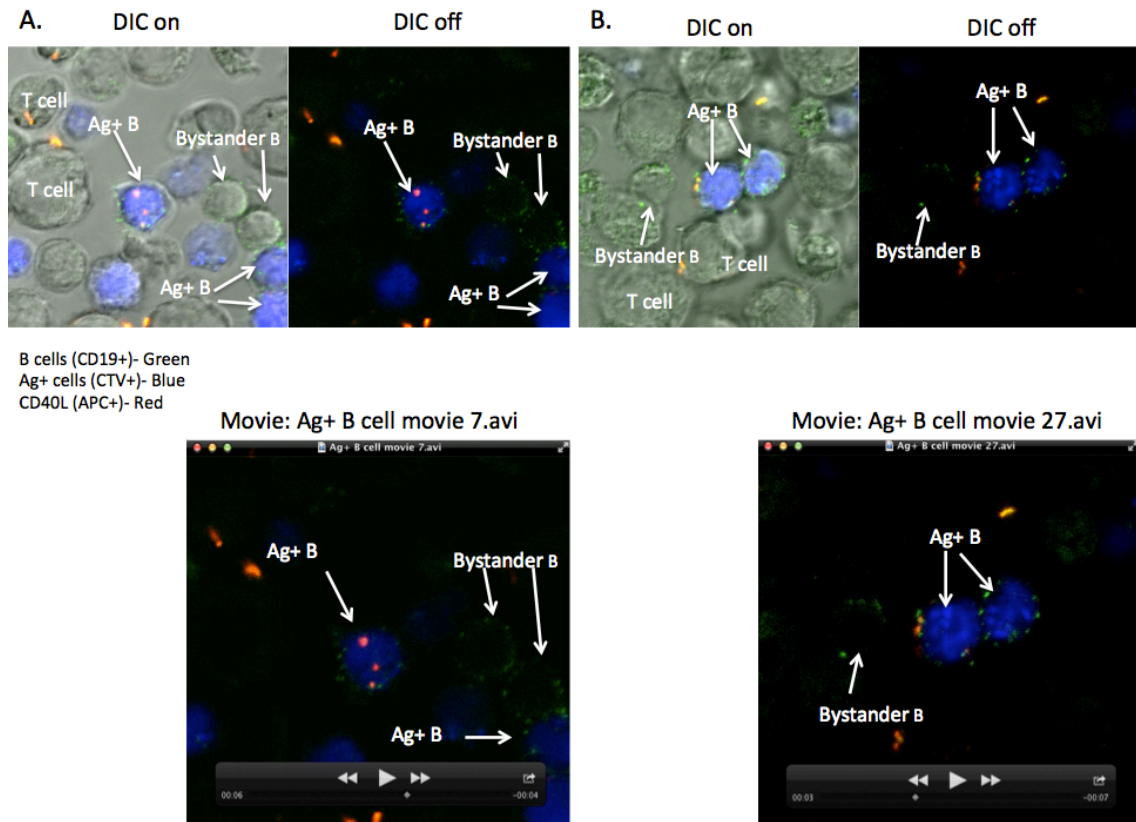 A.
DIC on
DIC off
T cell
Ag+ B
Bystander B
T cell
Ag+ B
Ag+ B
Bystander B
Ag+ B
B.
DIC on
DIC off
Ag+ B
Bystander B
T cell
T cell
Ag+ B
Bystander B
B cells (CD19+)- Green
Ag+ cells (CTV+)- Blue
CD40L (APC+)- Red
Movie: Ag+ B cell movie 7.avi
Ag+ B cell movie 7.avi
Ag+ B
Bystander B
Ag+ B
00:06
-00:04
Movie: Ag+ B cell movie 27.avi
Ag+ B cell movie 27.avi
Ag+ B
Bystander B
00:03
-00:07